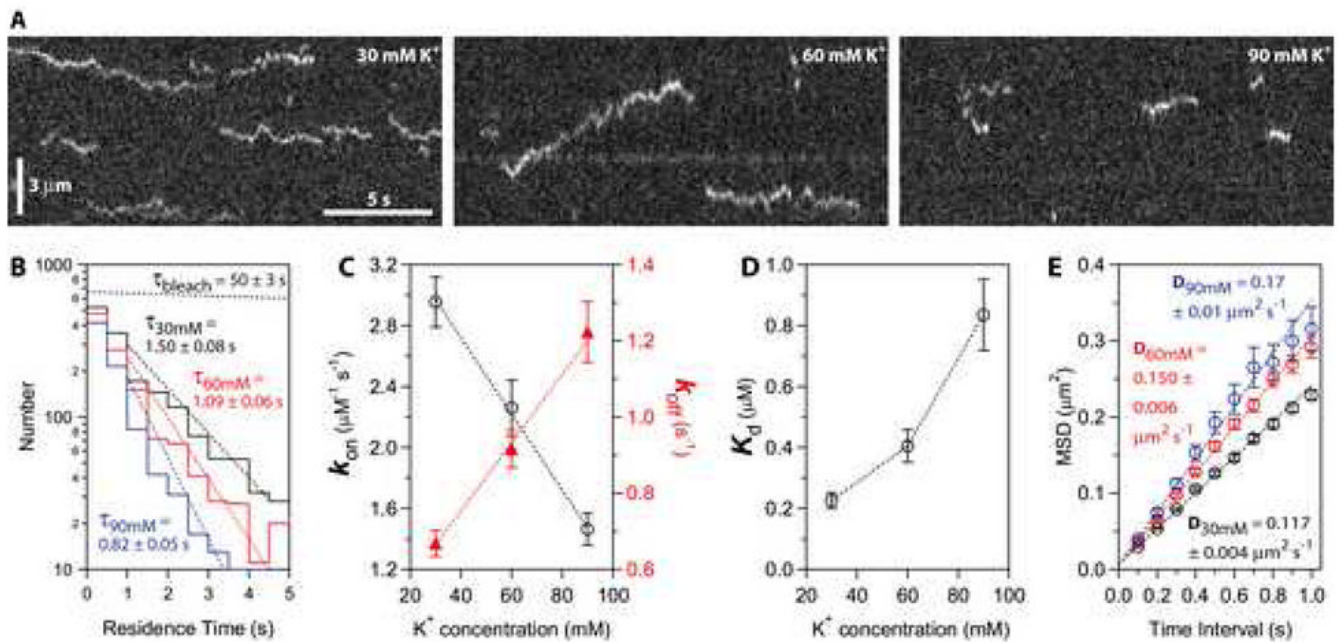 A
30 mM K⁺
60 mM K⁺
90 mM K⁺
3 μm
5 s
B
1000
6
4
2
100
6
4
2
10
Number
0
1
2
3
4
5
Residence Time (s)
τbleach = 50 ± 3 s
τ30mM =
1.50 ± 0.08 s
τ60mM =
1.09 ± 0.06 s
τ90mM =
0.82 ± 0.05 s
C
3.2
2.8
2.4
2.0
1.6
1.2
kon (μM⁻¹ s⁻¹)
1.4
1.2
1.0
0.8
0.6
koff (s⁻¹)
20
40
60
80
100
K⁺ concentration (mM)
D
1.0
0.8
0.6
0.4
0.2
0.0
Kd (μM)
20
40
60
80
100
K⁺ concentration (mM)
E
0.4
0.3
0.2
0.1
0.0
MSD (μm²)
D90mM = 0.17
± 0.01 μm² s⁻¹
D60mM =
0.150 ±
0.006
μm² s⁻¹
D30mM = 0.117
± 0.004 μm² s⁻¹
0.0
0.2
0.4
0.6
0.8
1.0
Time Interval (s)